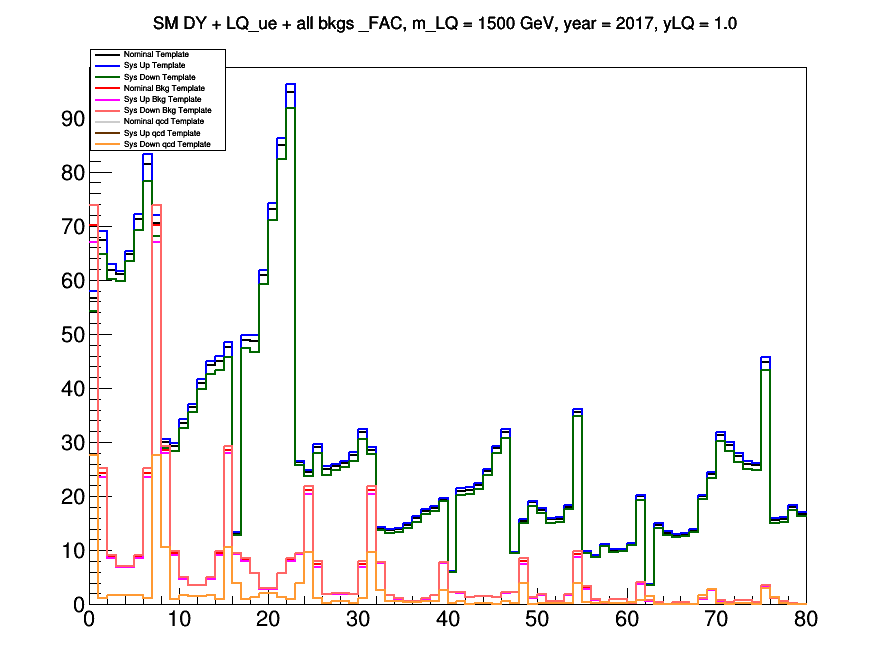 SM DY + LQ_ue + all bkgs _FAC, m_LQ = 1500 GeV, year = 2017, yLQ = 1.0
Nominal Template
Sys Up Template
Sys Down Template
Nominal Bkg Template
Sys Up Bkg Template
Sys Down Bkg Template
Nominal qcd Template
Sys Up qcd Template
Sys Down qcd Template
90
80
70
60
50
40
30
20
10
0
0 10 20 30 40 50 60 70 80